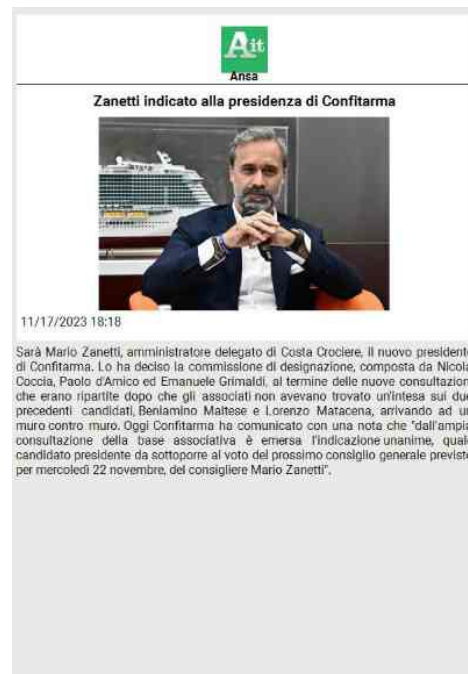 Ait
Ansa
Zanetti indicato alla presidenza di Confitarma
11/17/2023 18:18
Sarà Mario Zanetti, amministratore delegato di Costa Crociere, il nuovo president
di Confitarma. Lo ha deciso la commissione di designazione, composta da Nicol
Coccia, Paolo d'Amico ed Emanuele Grimaldi, al termine delle nuove consultazion
che erano ripartite dopo che gli associati non avevano trovato un'intesa sui du
precedenti candidati, Beniamino Maltese e Lorenzo Matacena, arrivando ad u
muro contro muro. Oggi Confitarma ha comunicato con una nota che "dall'ampi
consultazione della base associativa è emersa l'indicazione unanime, qual
candidato presidente da sottoporre al voto del prossimo consiglio generale previst
per mercoledì 22 novembre, del consigliere Mario Zanetti".